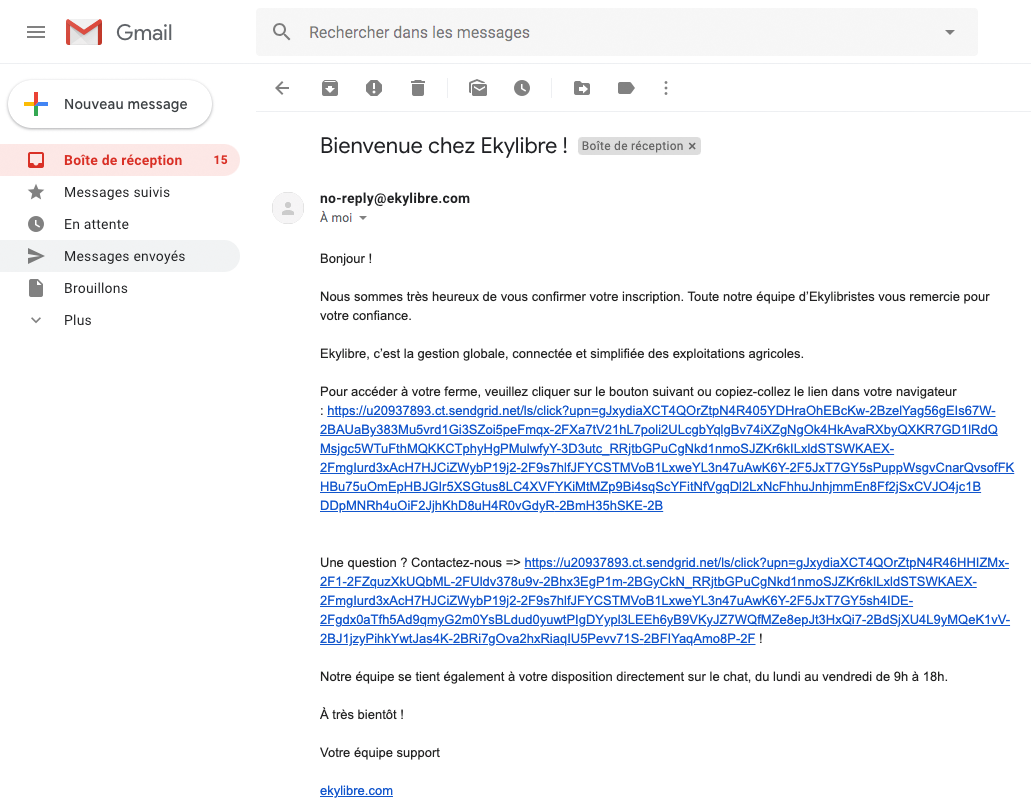 Gmail
Rechercher dans les messages
Nouveau message
Boîte de réception 15
Messages suivis
En attente
Messages envoyés
Brouillons
Plus
Bienvenue chez Ekylibre ! Boîte de réception ×
no-reply@ekylibre.com
À moi
Bonjour !
Nous sommes très heureux de vous confirmer votre inscription. Toute notre équipe d’Ekylibristes vous remercie pour
votre confiance.
Ekylibre, c’est la gestion globale, connectée et simplifiée des exploitations agricoles.
Pour accéder à votre ferme, veuillez cliquer sur le bouton suivant ou copiez-collez le lien dans votre navigateur
: https://u20937893.ct.sendgrid.net/ls/click?upn=gJxydiaXCT4QOrZtpN4R405YDHraOhEBcKw-2BzelYag56gEIs67W-
2BAUaBy383Mu5vrd1Gi3SZoi5peFmqx-2FXa7tV21hL7poli2ULcgbYqlgBv74iXZgNgOk4HkAvaRXbyQXKR7GD1lRdQ
Msjgc5WTuFthMQKKCTphyHgPMulwfyY-3D3utc_RRjtbGPuCgNkd1nmoSJZKr6kILxldSTSWKAEX-
2FmgIurd3xAcH7HJCiZWybP19j2-2F9s7hlfJFYCSTMVoB1LxweYL3n47uAwK6Y-2F5JxT7GY5sPuppWsgvCnarQvsofFK
HBu75uOmEpHBJGlr5XSGtus8LC4XVFYKiMtMZp9Bi4sqScYFitNfVgqDl2LxNcFhhuJnhjmmEn8Ff2jSxCVJO4jc1B
DDpMNRh4uOiF2JjhKhD8uH4R0vGdyR-2BmH35hSKE-2B
Une question ? Contactez-nous => https://u20937893.ct.sendgrid.net/ls/click?upn=gJxydiaXCT4QOrZtpN4R46HHIZMx-
2F1-2FZquzXkUQbML-2FUldv378u9v-2Bhx3EgP1m-2BGyCkN_RRjtbGPuCgNkd1nmoSJZKr6kILxldSTSWKAEX-
2FmgIurd3xAcH7HJCiZWybP19j2-2F9s7hlfJFYCSTMVoB1LxweYL3n47uAwK6Y-2F5JxT7GY5sh4IDE-
2Fgdx0aTfh5Ad9qmyG2m0YsBLdud0yuwtPIgDYypl3LEEh6yB9VKyJZ7WQfMZe8epJt3HxQi7-2BdSjXU4L9yMQeK1vV-
2BJ1jzyPihkYwtJas4K-2BRi7gOva2hxRiaqIU5Pevv71S-2BFIYaqAmo8P-2F !
Notre équipe se tient également à votre disposition directement sur le chat, du lundi au vendredi de 9h à 18h.
À très bientôt !
Votre équipe support
ekylibre.com